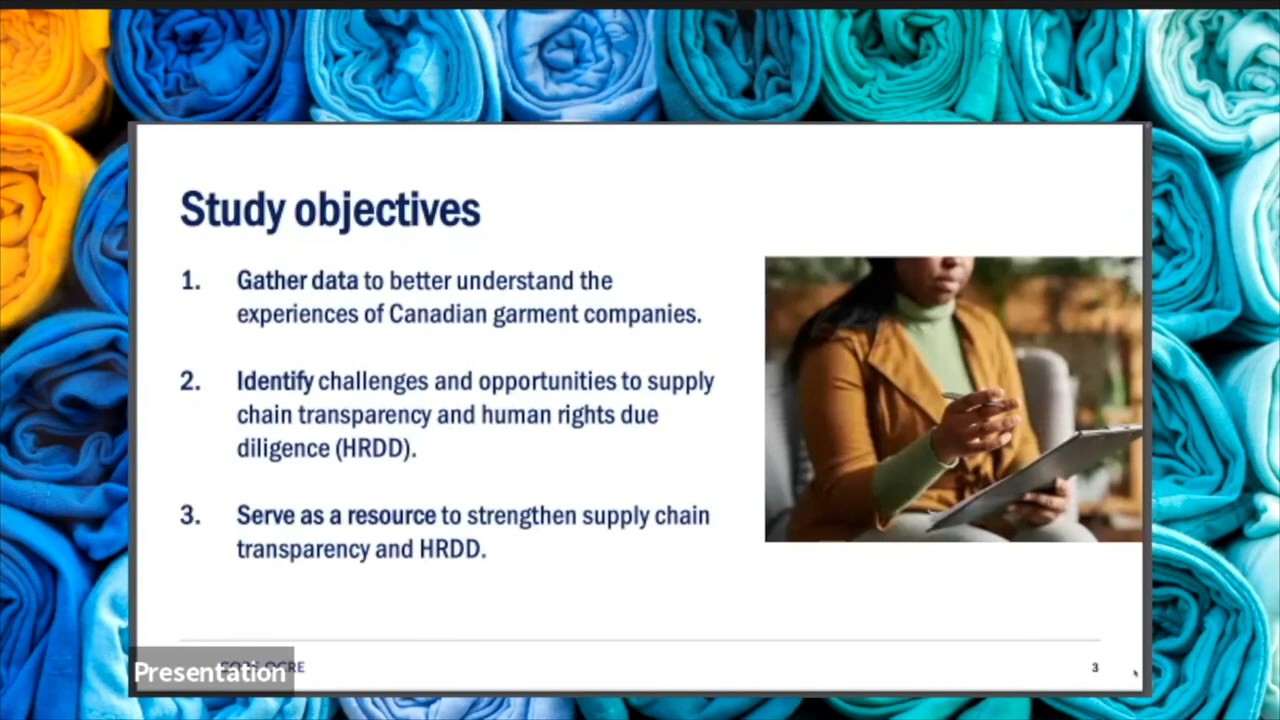 Study objectives
1. Gather data to better understand the
experiences of Canadian garment companies.
2. Identify challenges and opportunities to supply
chain transparency and human rights due
diligence (HRDD).
3. Serve as a resource to strengthen supply chain
transparency and HRDD.
Presentation
3